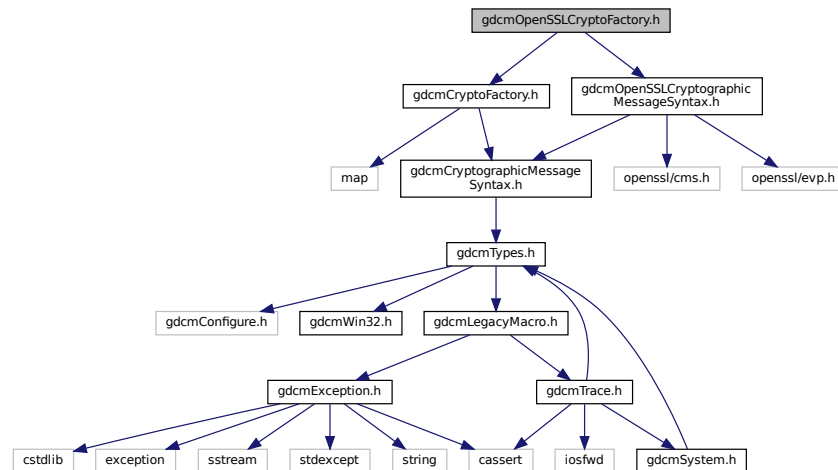 gdcmOpenSSLCryptoFactory.h
gdcmCryptoFactory.h
gdcmOpenSSLCryptographic
MessageSyntax.h
map
gdcmCryptographicMessage
Syntax.h
openssl/cms.h
openssl/evp.h
gdcmTypes.h
gdcmConfigure.h
gdcmWin32.h
gdcmLegacyMacro.h
gdcmException.h
gdcmTrace.h
cstdlib
exception
sstream
stdexcept
string
cassert
iosfwd
gdcmSystem.h